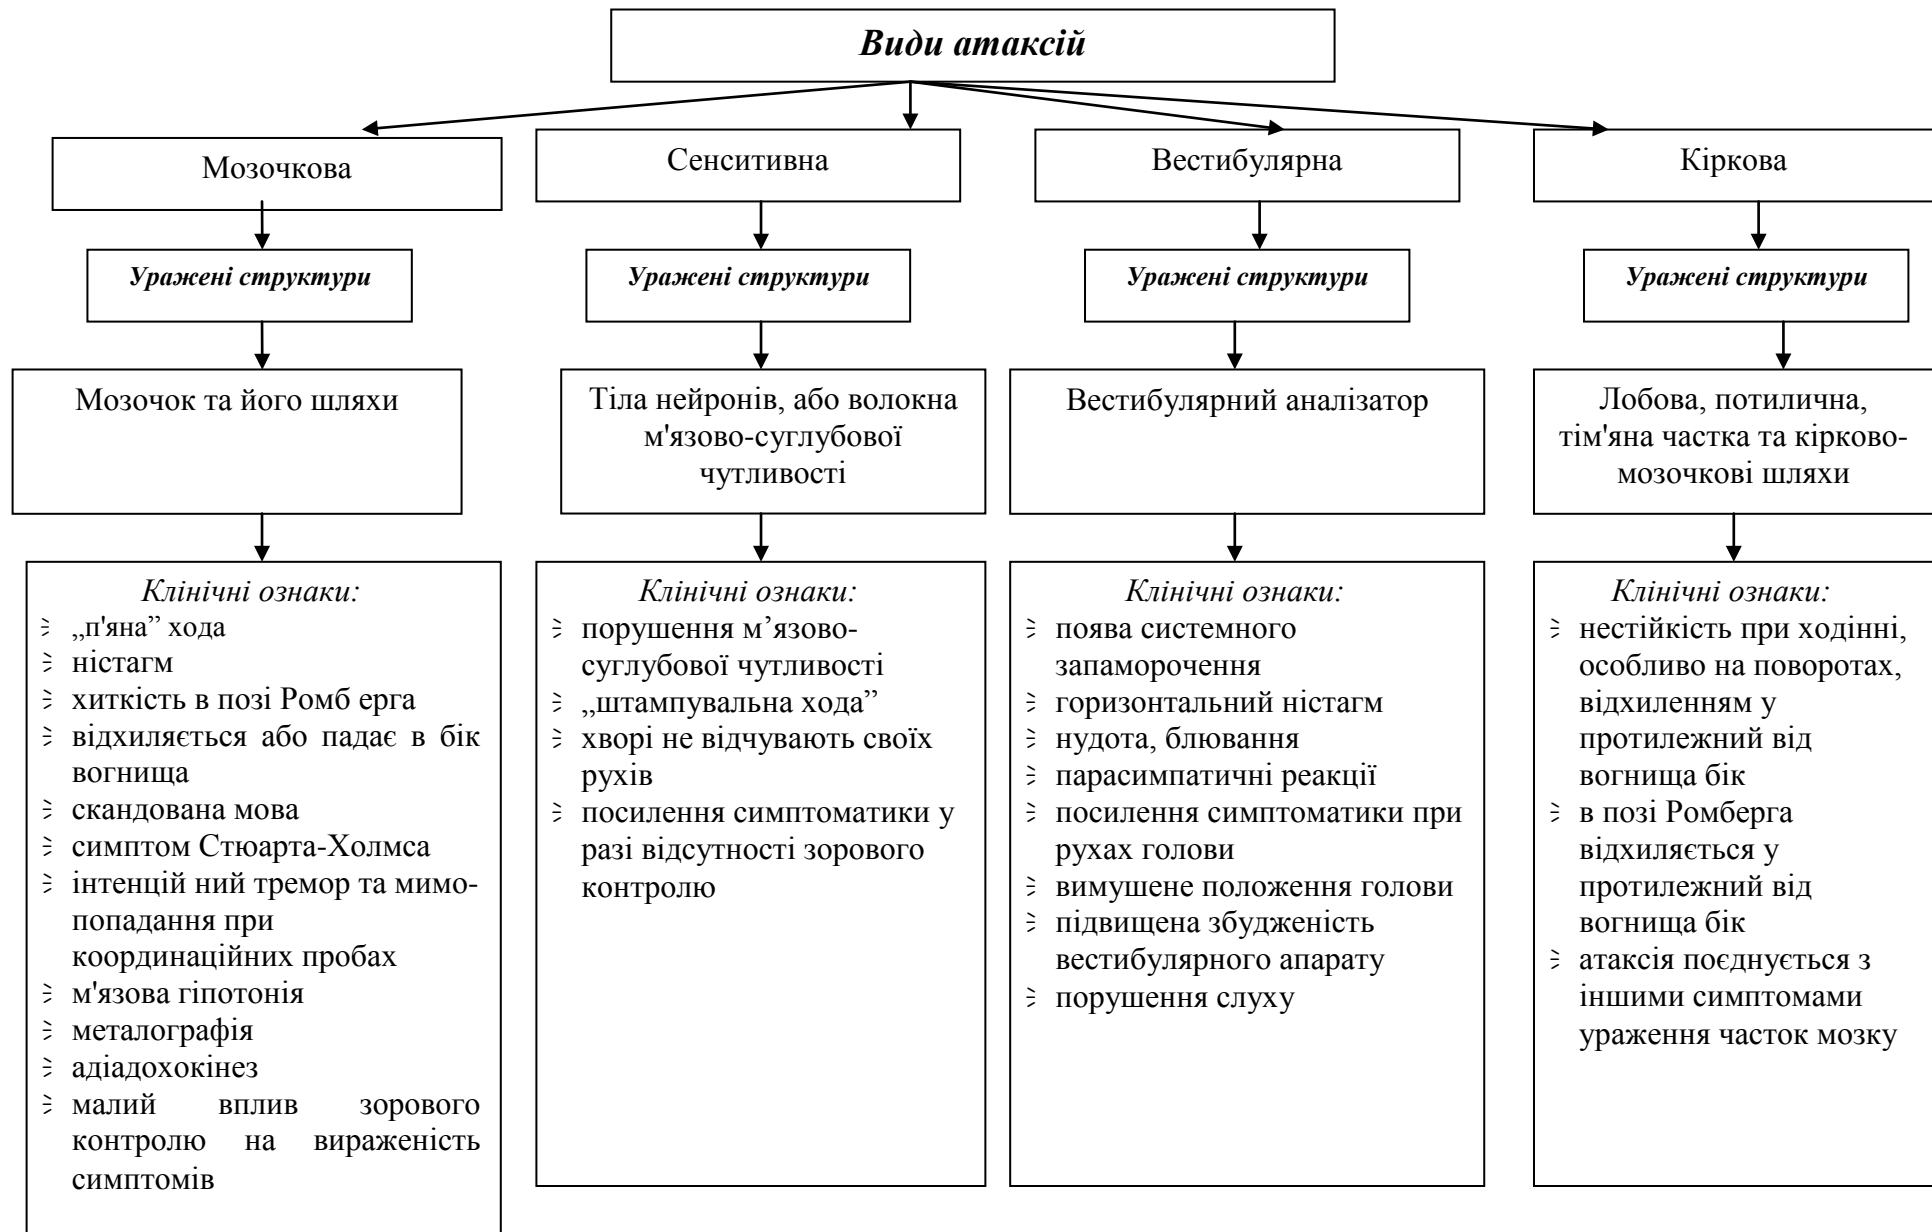 Види атаксій
Мозочкова
Сенситивна
Вестибулярна
Кіркова
Уражені структури
Уражені структури
Уражені структури
Уражені структури
Мозочок та його шляхи
Тіла нейронів, або волокна
м'язово-суглубової
чутливості
Вестибулярний аналізатор
Лобова, потилична,
тім'яна частка та кірково-
мозочкові шляхи
Клінічні ознаки:
„п'яна” хода
ністагм
хиткість в позі Ромб ерга
відхиляється або падає в бік
вогнища
скандована мова
симптом Стюарта-Холмса
інтенцій ний тремор та мимо-
попадання при
координаційних пробах
м'язова гіпотонія
металографія
адіадохокінез
малий вплив зорового
контролю на вираженість
симптомів
Клінічні ознаки:
порушення м’язово-
суглубової чутливості
„штампувальна хода”
хворі не відчувають своїх
рухів
посилення симптоматики у
разі відсутності зорового
контролю
Клінічні ознаки:
поява системного
запаморочення
горизонтальний ністагм
нудота, блювання
парасимпатичні реакції
посилення симптоматики при
рухах голови
вимушене положення голови
підвищена збудженість
вестибулярного апарату
порушення слуху
Клінічні ознаки:
нестійкість при ходінні,
особливо на поворотах,
відхиленням у
протилежний від
вогнища бік
в позі Ромберга
відхиляється у
протилежний від
вогнища бік
атаксія поєднується з
іншими симптомами
ураження часток мозку